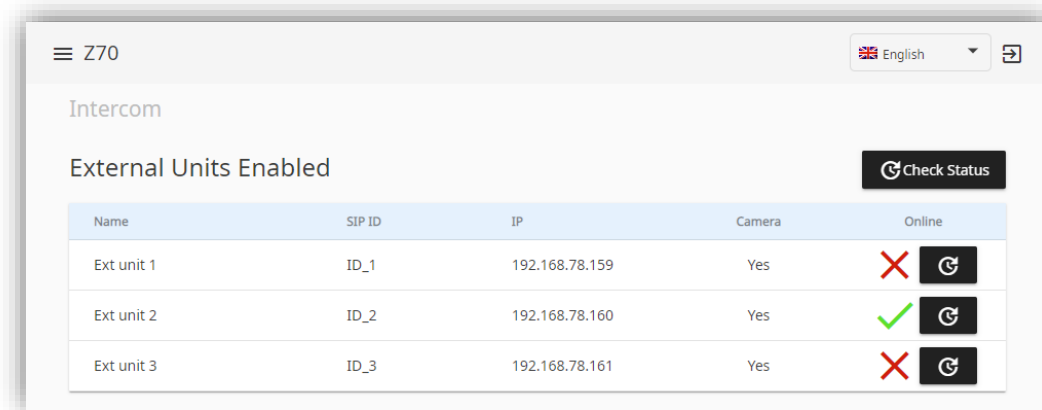 Z70 English
Intercom
External Units Enabled Check Status
Name SIP ID IP Camera Online
Ext unit 1 ID_1 192.168.78.159 Yes
Ext unit 2 ID_2 192.168.78.160 Yes
Ext unit 3 ID_3 192.168.78.161 Yes